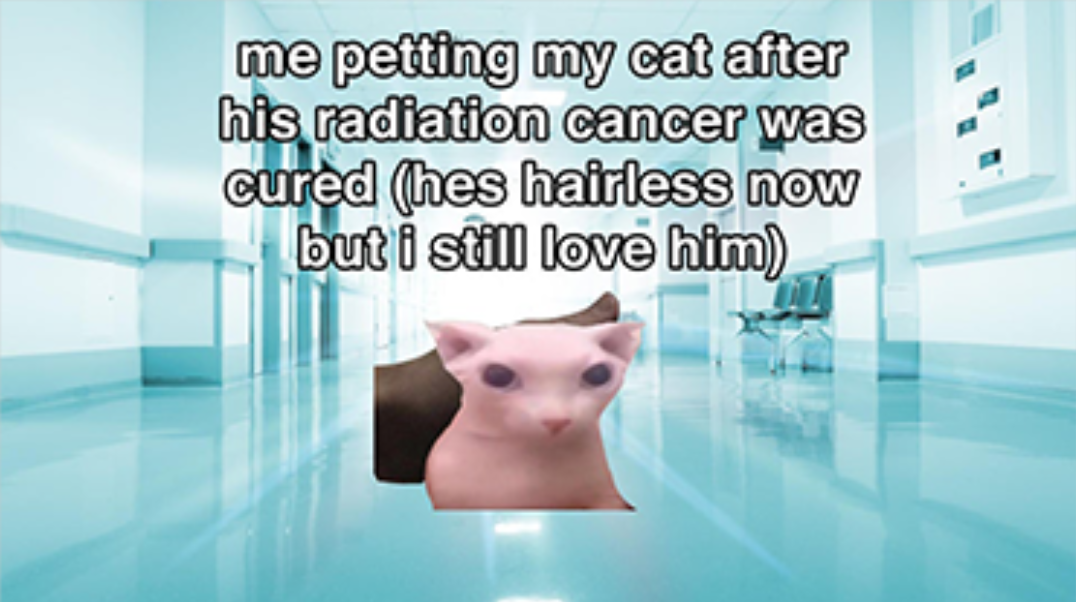 me petting my cat after
his radiation cancer was
cured (hes hairless now
but i still love him)